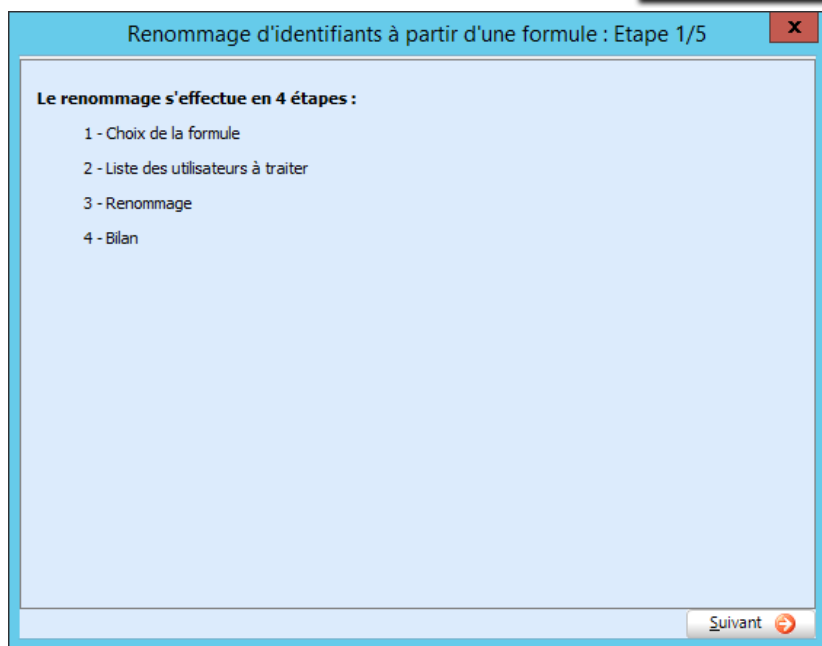 Renommage d'identifiants à partir d'une formule : Etape 1/5
x
Le renommage s'effectue en 4 étapes :
1 - Choix de la formule
2 - Liste des utilisateurs à traiter
3 - Renommage
4 - Bilan
Suivant